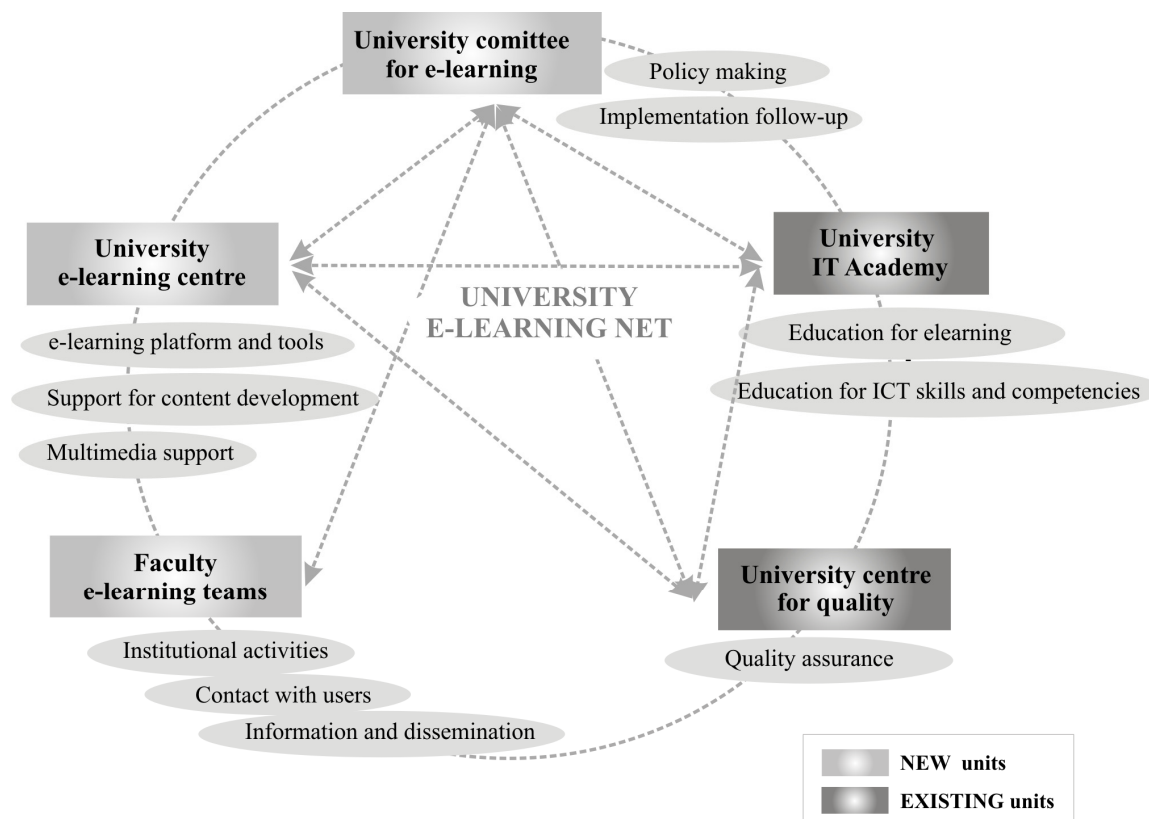 University comittee
for e-learning
Policy making
Implementation follow-up
University
e-learning centre
University
IT Academy
UNIVERSITY
E-LEARNING NET
e-learning platform and tools
Support for content development
Multimedia support
Education for elearning
Education for ICT skills and competencies
Faculty
e-learning teams
University centre
for quality
Institutional activities
Contact with users
Information and dissemination
Quality assurance
NEW units
EXISTING units